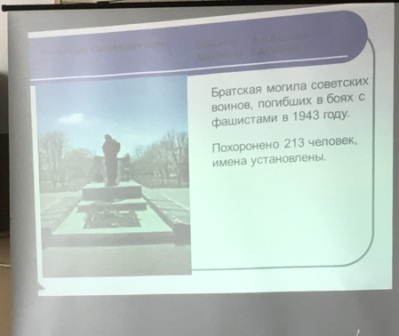 Братская могила советских
воинов, погибших в боях с
фашистами в 1943 году.
Похоронено 213 человек,
имена установлены.